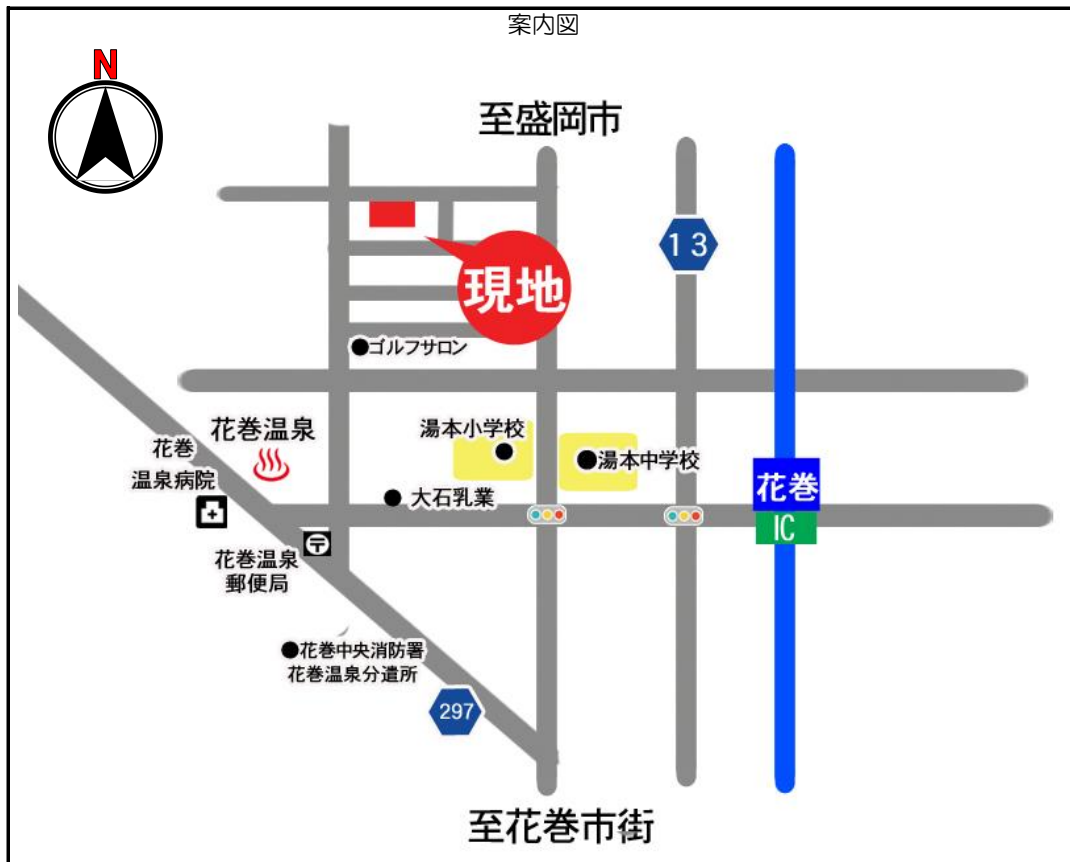 案内図
N
至盛岡市
13
現地
ゴルフサロン
花巻温泉
湯本小学校
湯本中学校
花巻
温泉病院
大石乳業
花巻
IC
花巻温泉
郵便局
花巻中央消防署
花巻温泉分遣所
297
至花巻市街